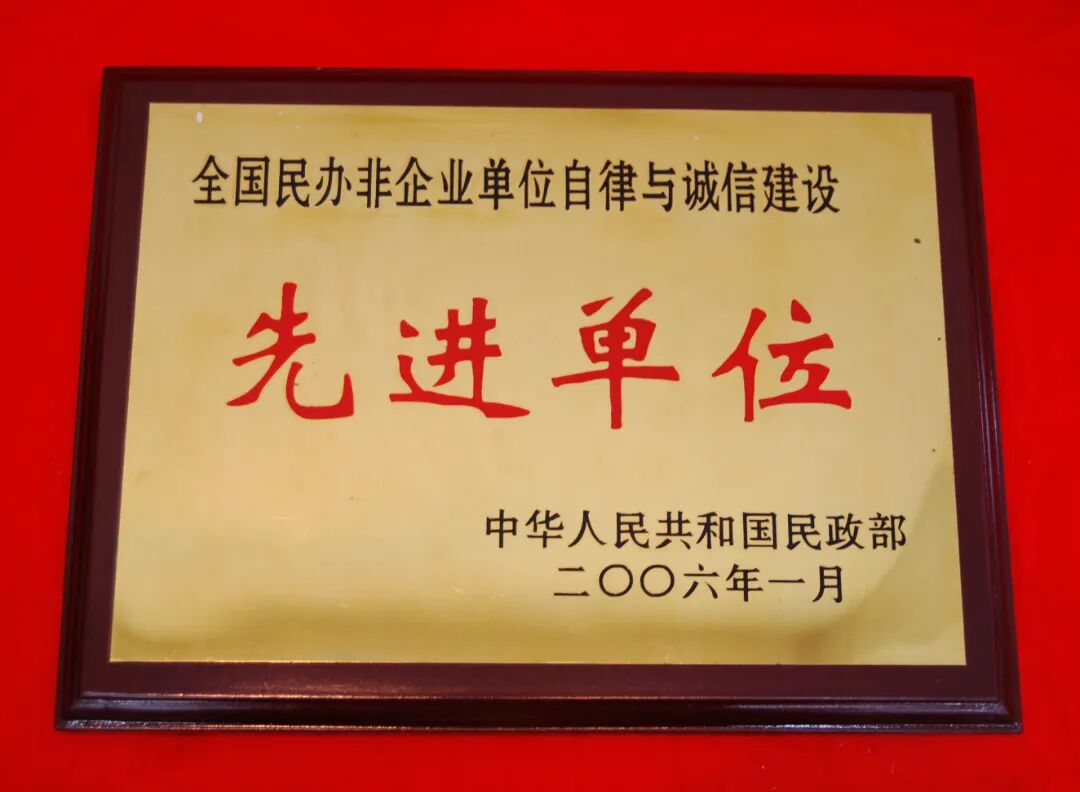 全国民办非企业单位自律与诚信建设
先进单位
中华人民共和国民政部
二〇〇六年一月